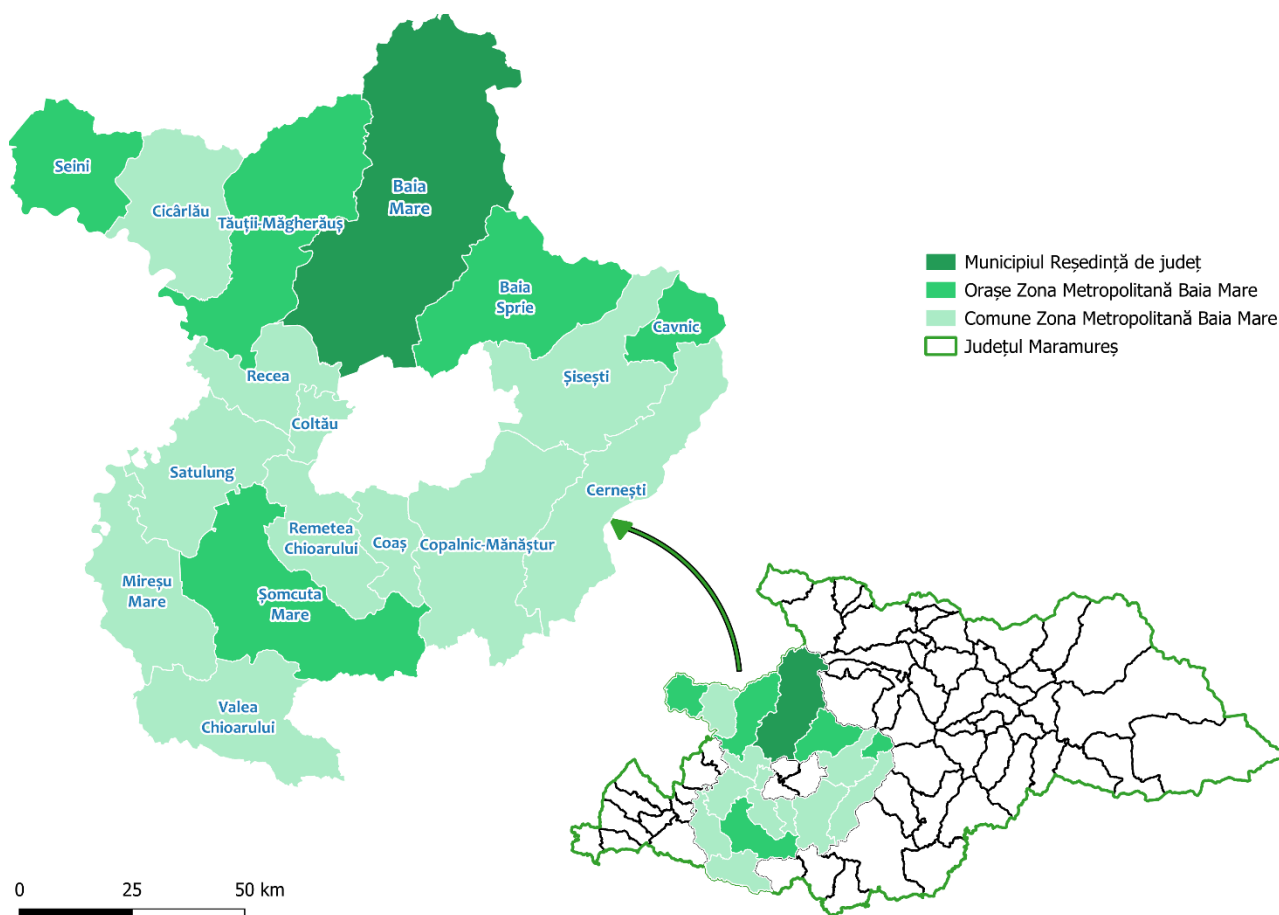 Seini
Cicârlău
Tăuții-Măgherăuș
Baia
Mare
Baia
Sprie
Cavnic
Șisești
Recea
Coltău
Satulung
Cernești
Remetea
Chioarului
Coaș
Copalnic-Mănăștur
Mireșu
Mare
Șomcuta
Mare
Valea
Chioarului
Municipiul Reședință de județ
Orașe Zona Metropolitană Baia Mare
Comune Zona Metropolitană Baia Mare
Județul Maramureș
0 25 50 km